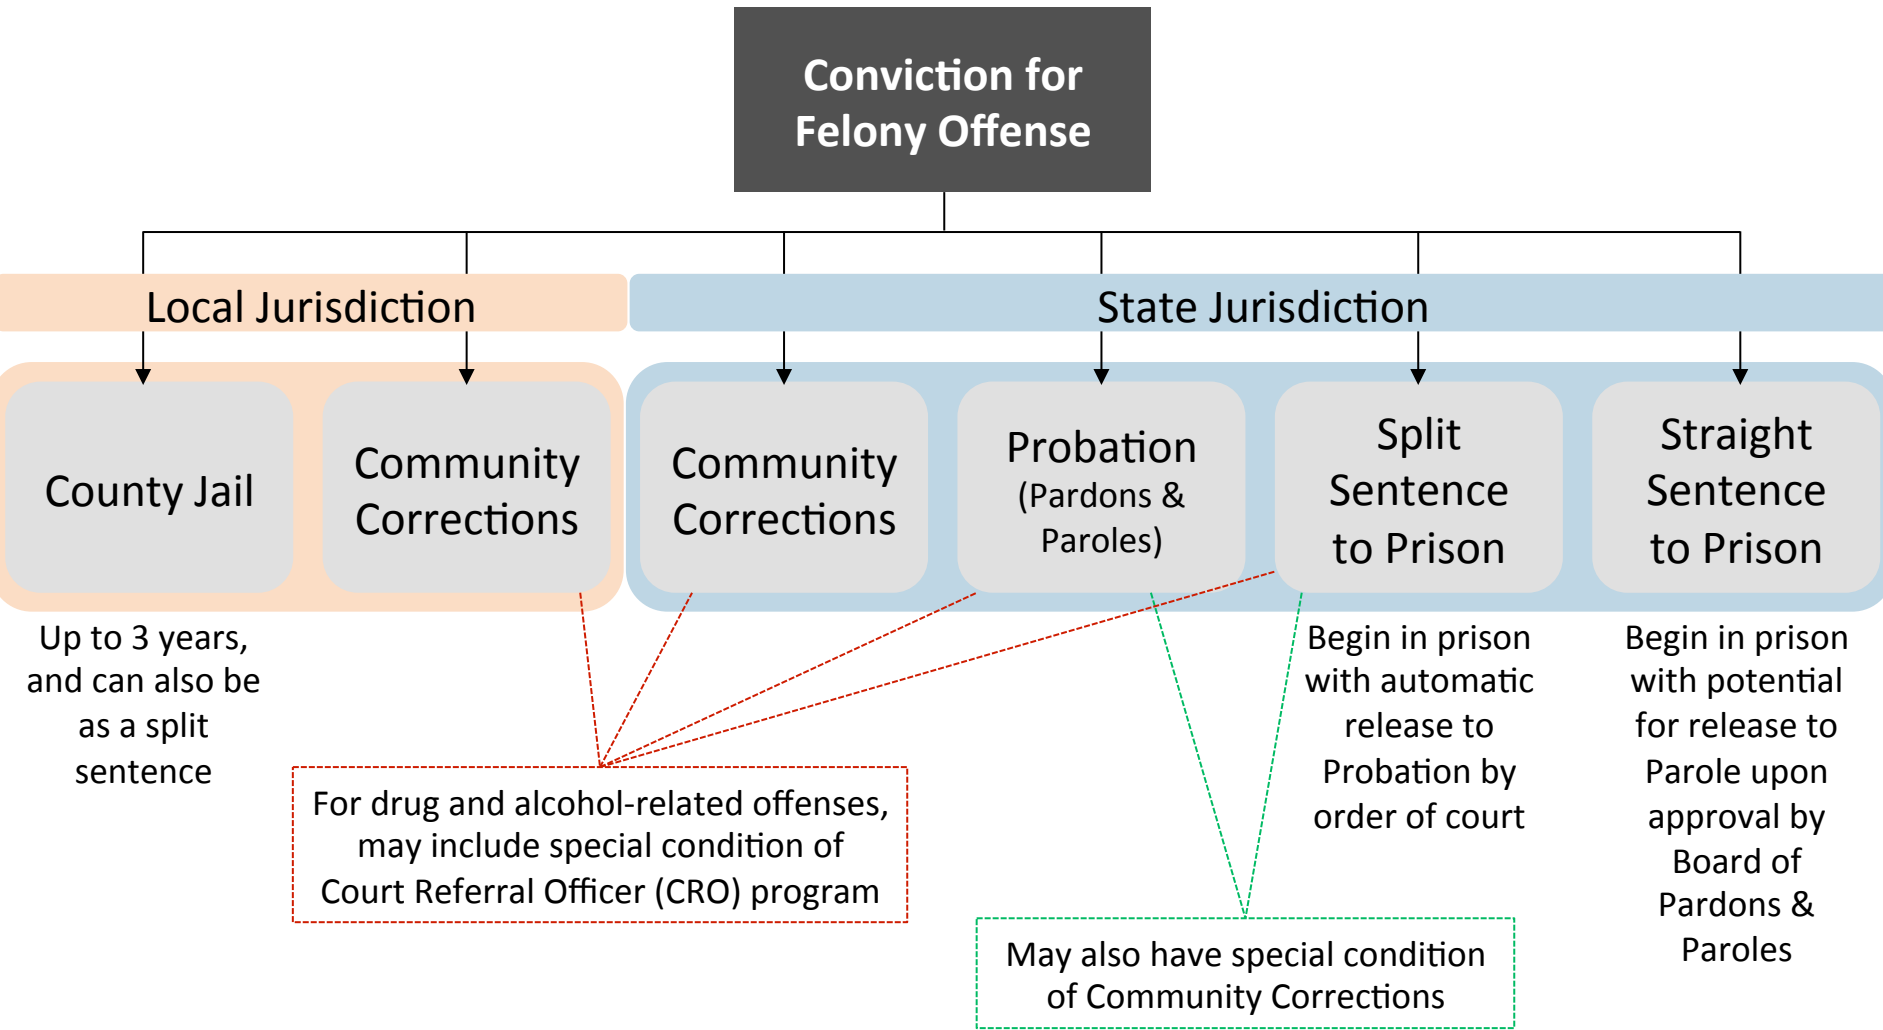 Conviction for
Felony Offense
Local Jurisdiction
State Jurisdiction
County Jail
Community
Corrections
Community
Corrections
Probation
(Pardons &
Paroles)
Split
Sentence
to Prison
Straight
Sentence
to Prison
Up to 3 years,
and can also be
as a split
sentence
For drug and alcohol-related offenses,
may include special condition of
Court Referral Officer (CRO) program
May also have special condition
of Community Corrections
Begin in prison
with automatic
release to
Probation by
order of court
Begin in prison
with potential
for release to
Parole upon
approval by
Board of
Pardons &
Paroles